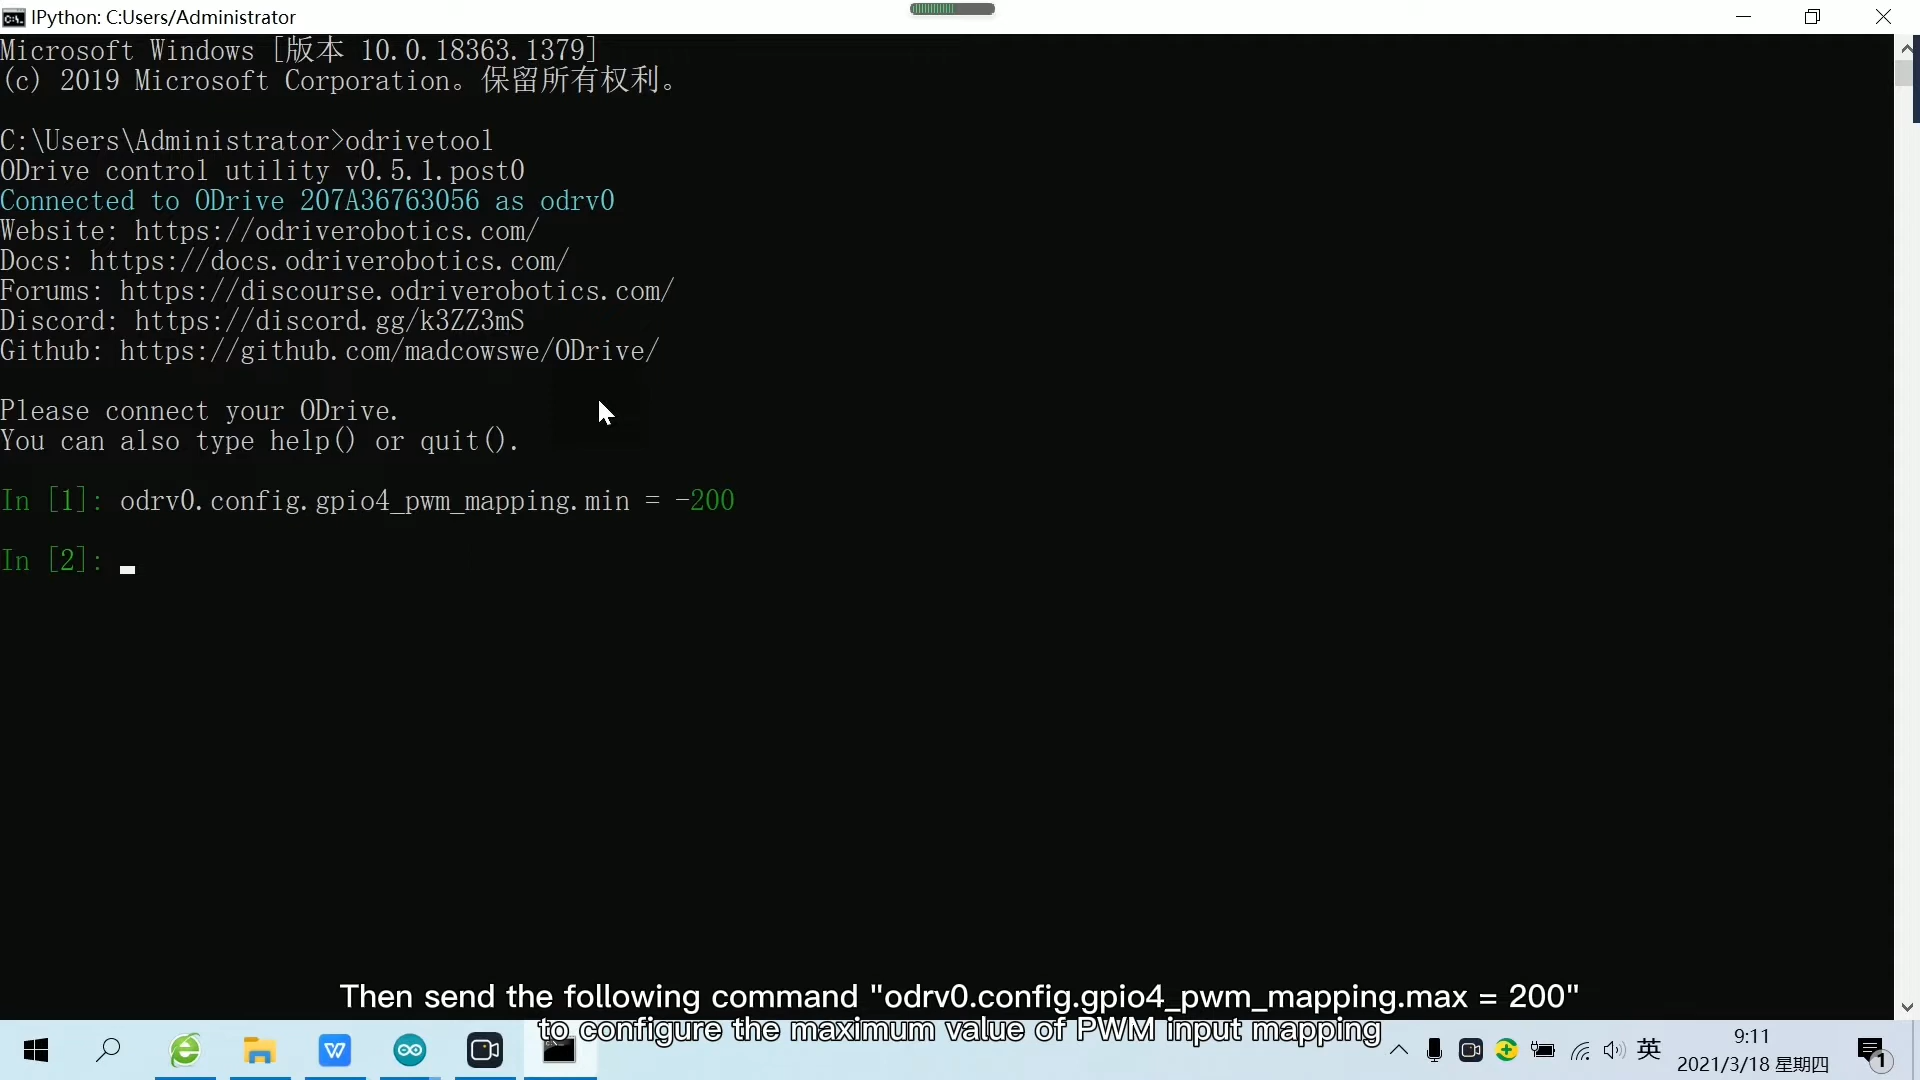 IPython: C:Users/Administrator
Microsoft Windows [版本 10.0.18363.1379]
(c) 2019 Microsoft Corporation。保留所有权利。
C:\Users\Administrator>odrivetool
ODrive control utility v0.5.1.post0
Connected to ODrive 207A36763056 as odrv0
Website: https://odriverobotics.com/
Docs: https://docs.odriverobotics.com/
Forums: https://discourse.odriverobotics.com/
Discord: https://discord.gg/k3ZZ3mS
Github: https://github.com/madcowswe/ODrive/
Please connect your ODrive.
You can also type help() or quit().
In [1]: odrv0.config.gpio4_pwm_mapping.min = -200
In [2]:
Then send the following command "odrv0.config.gpio4_pwm_mapping.max = 200"
to configure the maximum value of PWM input mapping
英
9:11
2021/3/18 星期四
1